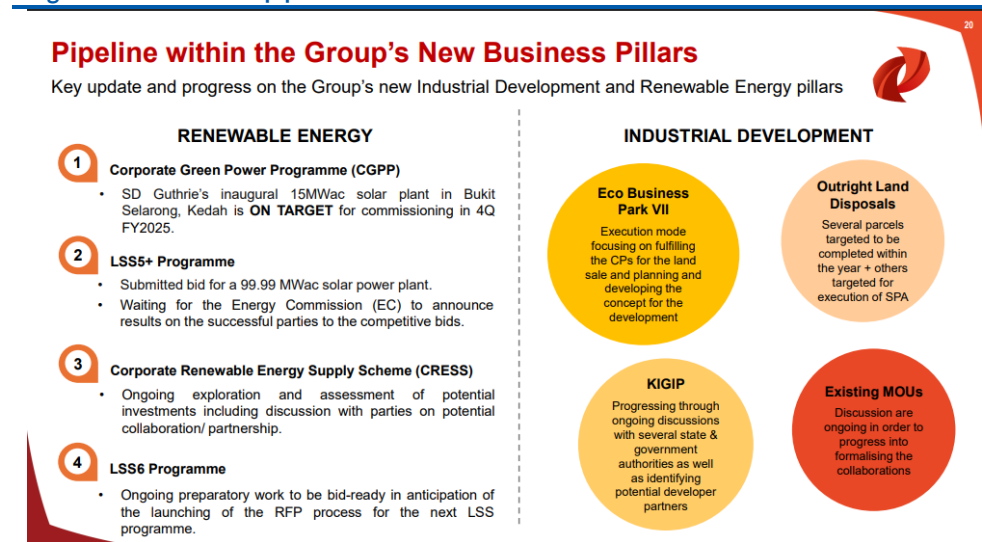 20
Pipeline within the Group's New Business Pillars
Key update and progress on the Group's new Industrial Development and Renewable Energy pillars
RENEWABLE ENERGY
1
Corporate Green Power Programme (CGPP)
• SD Guthrie's inaugural 15MWac solar plant in Bukit
Selarong, Kedah is ON TARGET for commissioning in 4Q
FY2025.
2
LSS5+ Programme
• Submitted bid for a 99.99 MWac solar power plant.
• Waiting for the Energy Commission (EC) to announce
results on the successful parties to the competitive bids.
3
Corporate Renewable Energy Supply Scheme (CRESS)
• Ongoing exploration and assessment of potential
investments including discussion with parties on potential
collaboration/ partnership.
4
LSS6 Programme
• Ongoing preparatory work to be bid-ready in anticipation of
the launching of the RFP process for the next LSS
programme.
INDUSTRIAL DEVELOPMENT
Eco Business
Park VII
Execution mode
focusing on fulfilling
the CPs for the land
sale and planning and
developing the
concept for the
development
Outright Land
Disposals
Several parcels
targeted to be
completed within
the year + others
targeted for
execution of SPA
KIGIP
Progressing through
ongoing discussions
with several state &
government
authorities as well
as identifying
potential developer
partners
Existing MOUs
Discussion are
ongoing in order to
progress into
formalising the
collaborations